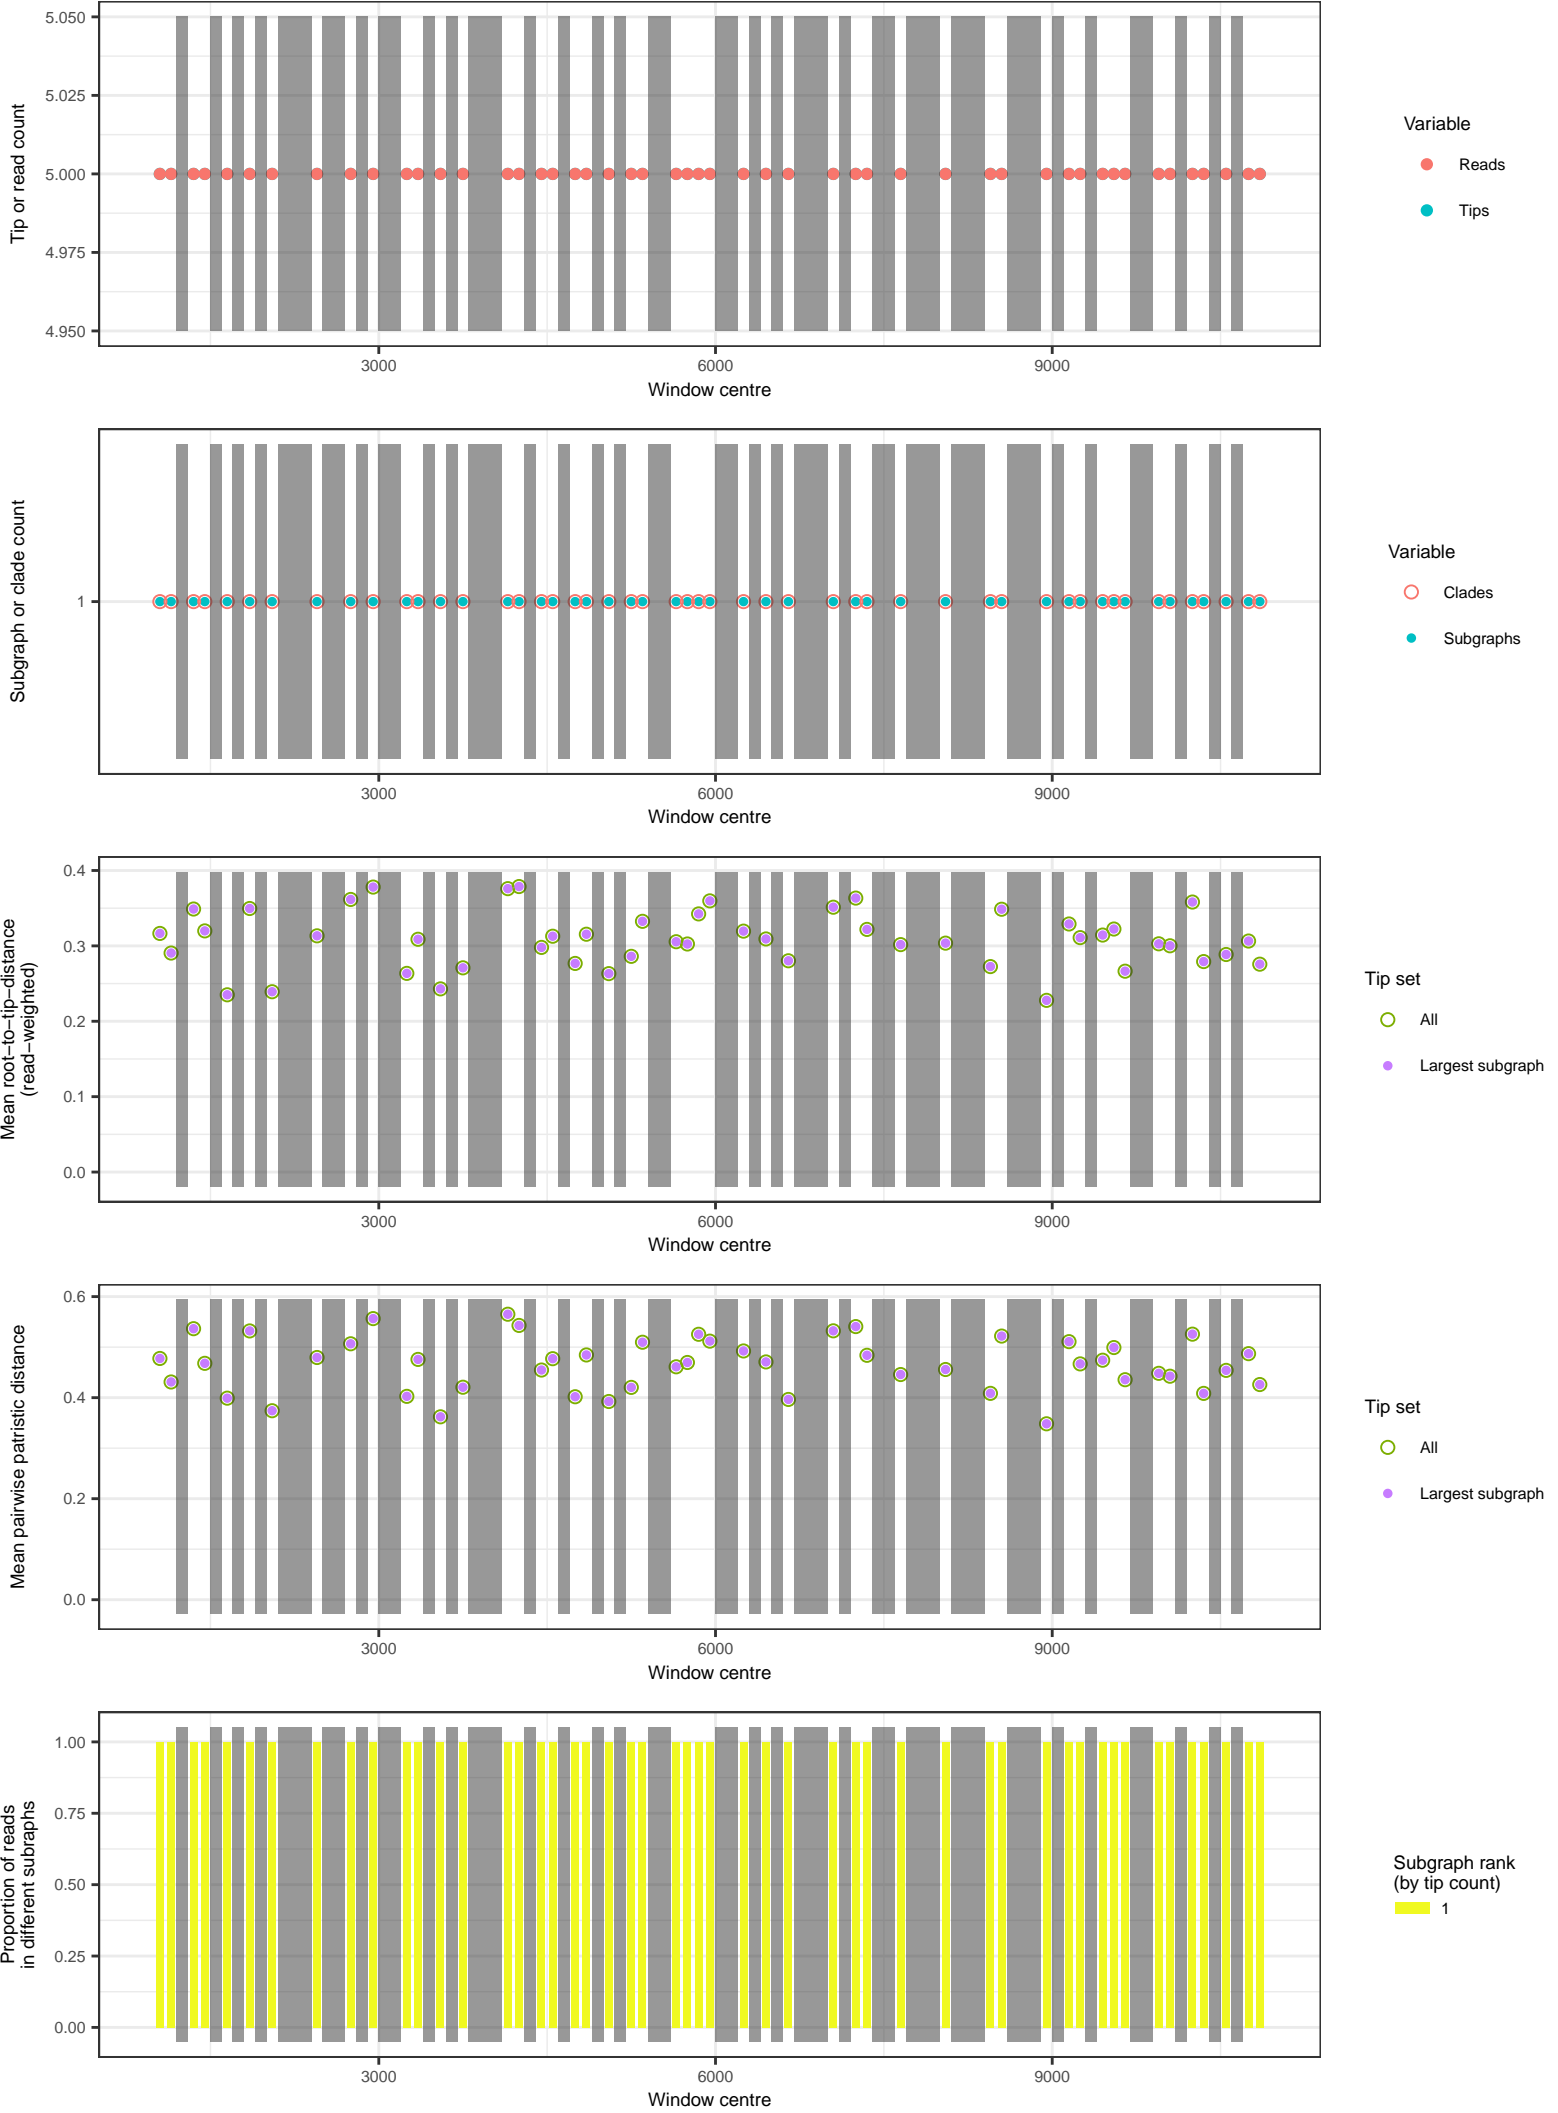 5.050
5.025
5.000
4.975
4.950
Tip or read count
3000
6000
9000
Window centre
Variable
Reads
Tips
1
Subgraph or clade count
3000
6000
9000
Window centre
Variable
Clades
Subgraphs
0.4
0.3
0.2
0.1
0.0
Mean root−to−tip−distance
(read−weighted)
3000
6000
9000
Window centre
Tip set
All
Largest subgraph
0.6
0.4
0.2
0.0
Mean pairwise patristic distance
3000
6000
9000
Window centre
Tip set
All
Largest subgraph
1.00
0.75
0.50
0.25
0.00
Proportion of reads
in different subraphs
3000
6000
9000
Window centre
Subgraph rank
(by tip count)
1